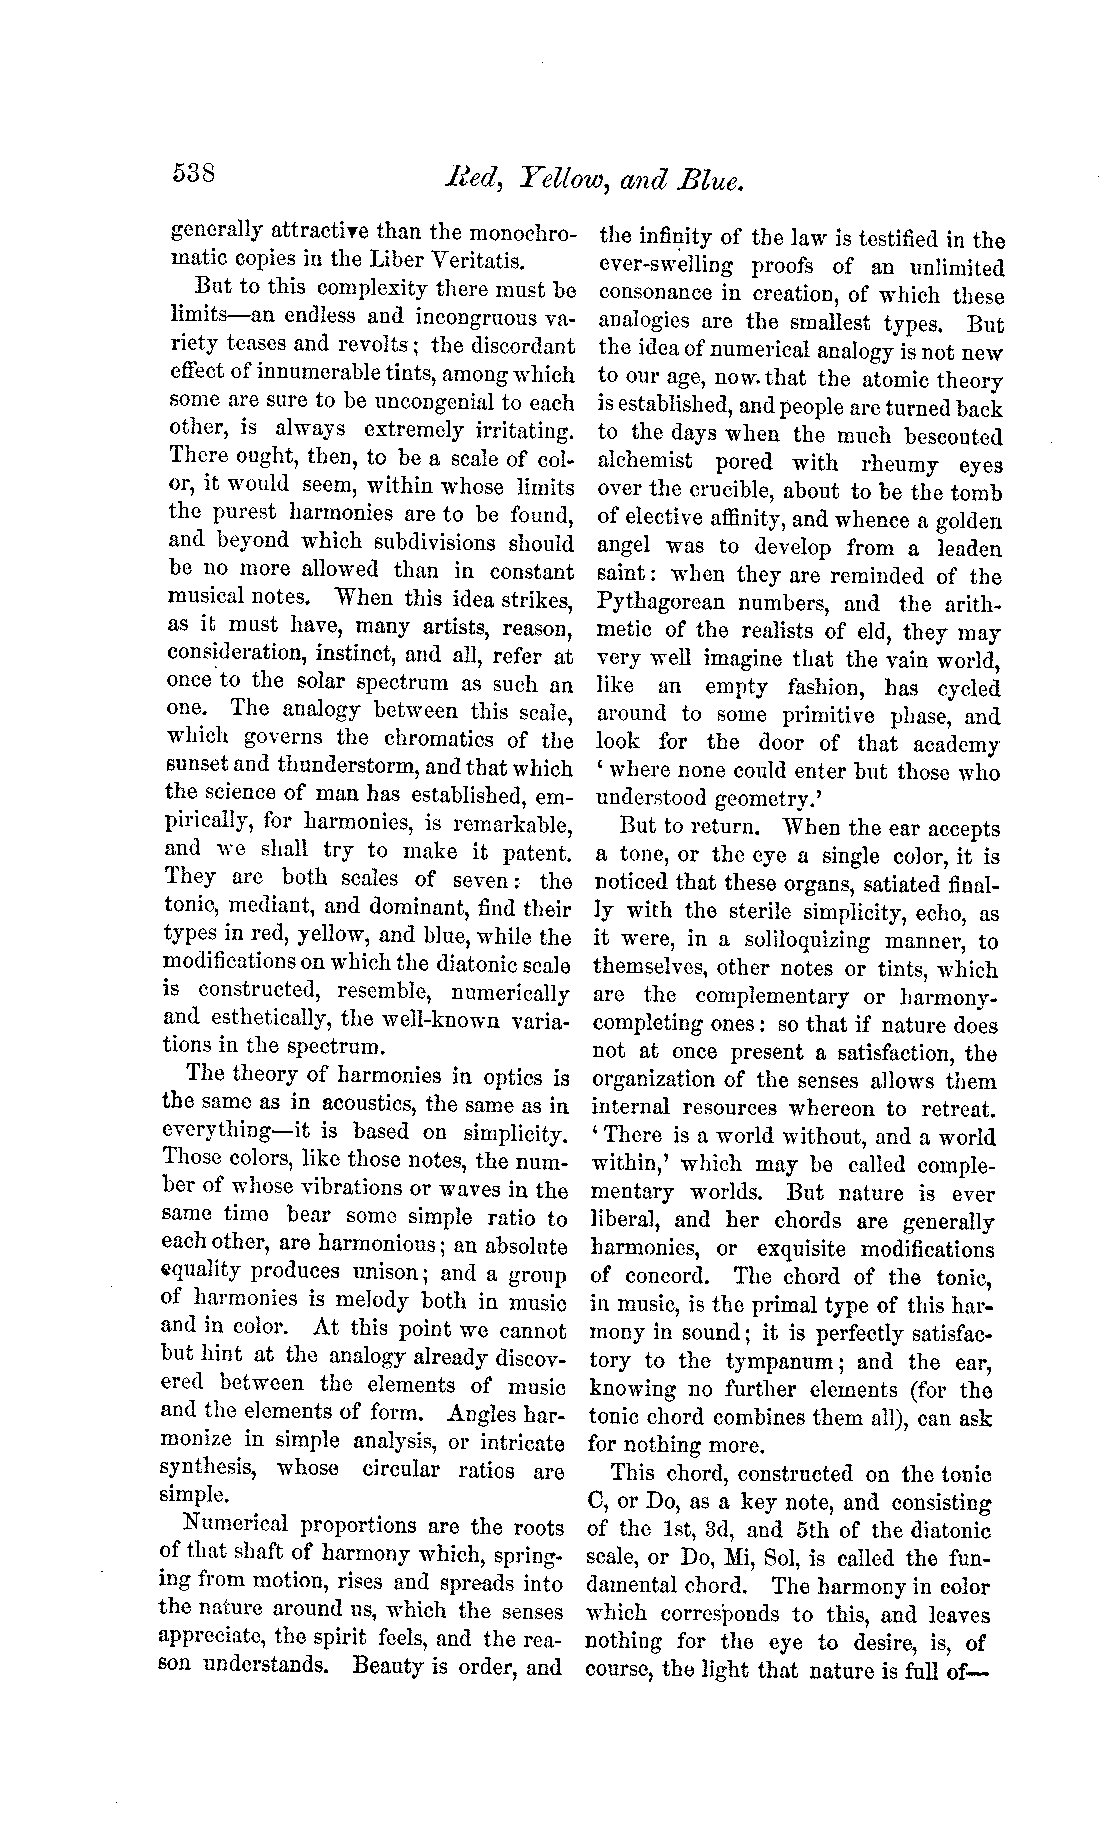 538
Red, Yellow, and Blue.
generally attractive than the monochro-
matic copies in the Liber Veritatis.
But to this complexity there must be
limits—an endless and incongruous va-
riety teases and revolts; the discordant
effect of innumerable tints, among which
some are sure to be uncongenial to each
other, is always extremely irritating.
There ought, then, to be a scale of col-
or, it would seem, within whose limits
the purest harmonies are to be found,
and beyond which subdivisions should
be no more allowed than in constant
musical notes. When this idea strikes,
as it must have, many artists, reason,
consideration, instinct, and all, refer at
once to the solar spectrum as such an
one. The analogy between this scale,
which governs the chromatics of the
sunset and thunderstorm, and that which
the science of man has established, em-
pirically, for harmonies, is remarkable,
and we shall try to make it patent.
They are both scales of seven: the
tonic, mediant, and dominant, find their
types in red, yellow, and blue, while the
modifications on which the diatonic scale
is constructed, resemble, numerically
and esthetically, the well-known varia-
tions in the spectrum.
The theory of harmonies in optics is
the same as in acoustics, the same as in
everything—it is based on simplicity.
Those colors, like those notes, the num-
ber of whose vibrations or waves in the
same time bear some simple ratio to
each other, are harmonious; an absolute
equality produces unison; and a group
of harmonies is melody both in music
and in color. At this point we cannot
but hint at the analogy already discov-
ered between the elements of music
and the elements of form. Angles har-
monize in simple analysis, or intricate
synthesis, whose circular ratios are
simple.
Numerical proportions are the roots
of that shaft of harmony which, spring-
ing from motion, rises and spreads into
the nature around us, which the senses
appreciate, the spirit feels, and the rea-
son understands. Beauty is order, and
the infinity of the law is testified in the
ever-swelling proofs of an unlimited
consonance in creation, of which these
analogies are the smallest types. But
the idea of numerical analogy is not new
to our age, now that the atomic theory
is established, and people are turned back
to the days when the much bescouted
alchemist pored with rheumy eyes
over the crucible, about to be the tomb
of elective affinity, and whence a golden
angel was to develop from a leaden
saint: when they are reminded of the
Pythagorean numbers, and the arith-
metic of the realists of eld, they may
very well imagine that the vain world,
like an empty fashion, has cycled
around to some primitive phase, and
look for the door of that academy
' where none could enter but those who
understood geometry.'
But to return. When the ear accepts
a tone, or the eye a single color, it is
noticed that these organs, satiated final-
ly with the sterile simplicity, echo, as
it were, in a soliloquizing manner, to
themselves, other notes or tints, which
are the complementary or harmony-
completing ones: so that if nature does
not at once present a satisfaction, the
organization of the senses allows them
internal resources whereon to retreat.
' There is a world without, and a world
within,' which may be called comple-
mentary worlds. But nature is ever
liberal, and her chords are generally
harmonies, or exquisite modifications
of concord. The chord of the tonic,
in music, is the primal type of this har-
mony in sound; it is perfectly satisfac-
tory to the tympanum; and the ear,
knowing no further elements (for the
tonic chord combines them all), can ask
for nothing more.
This chord, constructed on the tonic
C, or Do, as a key note, and consisting
of the 1st, 3d, and 5th of the diatonic
scale, or Do, Mi, Sol, is called the fun-
damental chord. The harmony in color
which corresponds to this, and leaves
nothing for the eye to desire, is, of
course, the light that nature is full of—